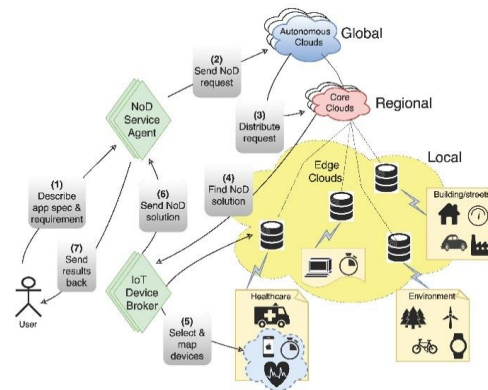 Autonomous
Clouds
Global
(2)
Send NoD
request
Core
Clouds
Regional
NoD
Service
Agent
(3)
Distribute
request
Local
Edge
Clouds
(4)
Find NoD
solution
Building/streets
(1)
Describe
app spec &
requirement
(6)
Send NoD
solution
(7)
Send
results
back
IoT
Device
Broker
User
Healthcare
Environment
(5)
Select &
map
devices